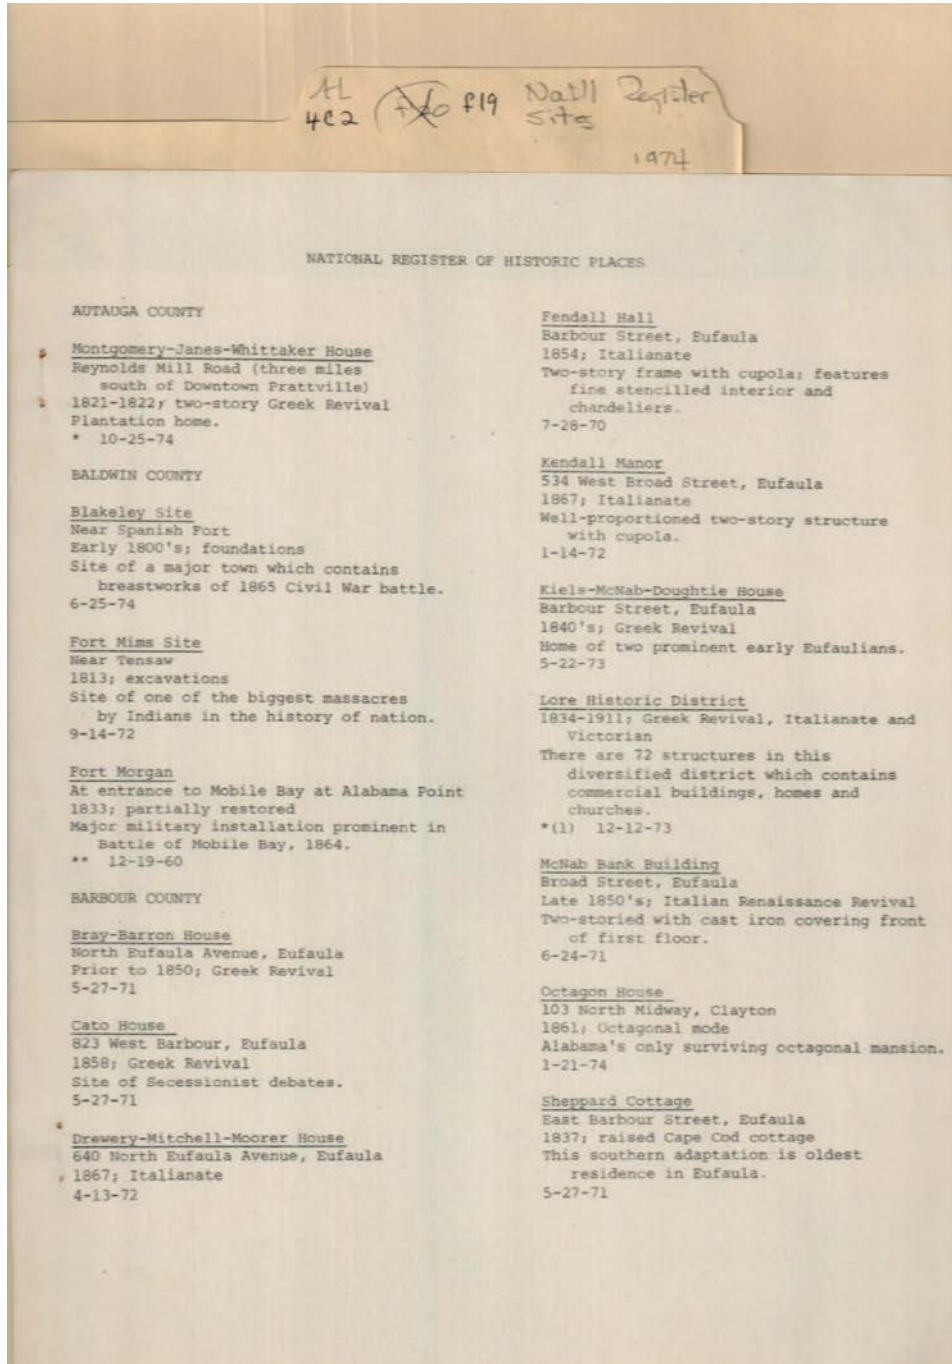 AL
4C2 f19 Nat'l Register
Sites
1974
NATIONAL REGISTER OF HISTORIC PLACES
AUTAUGA COUNTY
Montgomery-Janes-Whittaker House
Reynolds Mill Road (three miles
south of Downtown Prattville)
1821-1822; two-story Greek Revival
Plantation home.
* 10-25-74
BALDWIN COUNTY
Blakeley Site
Near Spanish Fort
Early 1800's; foundations
Site of a major town which contains
breastworks of 1865 Civil War battle.
6-25-74
Fort Mims Site
Near Tensaw
1813; excavations
Site of one of the biggest massacres
by Indians in the history of nation.
9-14-72
Fort Morgan
At entrance to Mobile Bay at Alabama Point
1833; partially restored
Major military installation prominent in
Battle of Mobile Bay, 1864.
** 12-19-60
BARBOUR COUNTY
Bray-Barron House
North Eufaula Avenue, Eufaula
Prior to 1850; Greek Revival
5-27-71
Cato House
823 West Barbour, Eufaula
1858; Greek Revival
Site of Secessionist debates.
5-27-71
Drewery-Mitchell-Moorer House
640 North Eufaula Avenue, Eufaula
1867; Italianate
4-13-72
Fendall Hall
Barbour Street, Eufaula
1854; Italianate
Two-story frame with cupola; features
fine stencilled interior and
chandeliers.
7-28-70
Kendall Manor
534 West Broad Street, Eufaula
1867; Italianate
Well-proportioned two-story structure
with cupola.
1-14-72
Kiels-McNab-Doughtie House
Barbour Street, Eufaula
1840's; Greek Revival
Home of two prominent early Eufaulians.
5-22-73
Lore Historic District
1834-1911; Greek Revival, Italianate and
Victorian
There are 72 structures in this
diversified district which contains
commercial buildings, homes and
churches.
*(1) 12-12-73
McNab Bank Building
Broad Street, Eufaula
Late 1850's; Italian Renaissance Revival
Two-storied with cast iron covering front
of first floor.
6-24-71
Octagon House
103 North Midway, Clayton
1861; Octagonal mode
Alabama's only surviving octagonal mansion.
1-21-74
Sheppard Cottage
East Barbour Street, Eufaula
1837; raised Cape Cod cottage
This southern adaptation is oldest
residence in Eufaula.
5-27-71